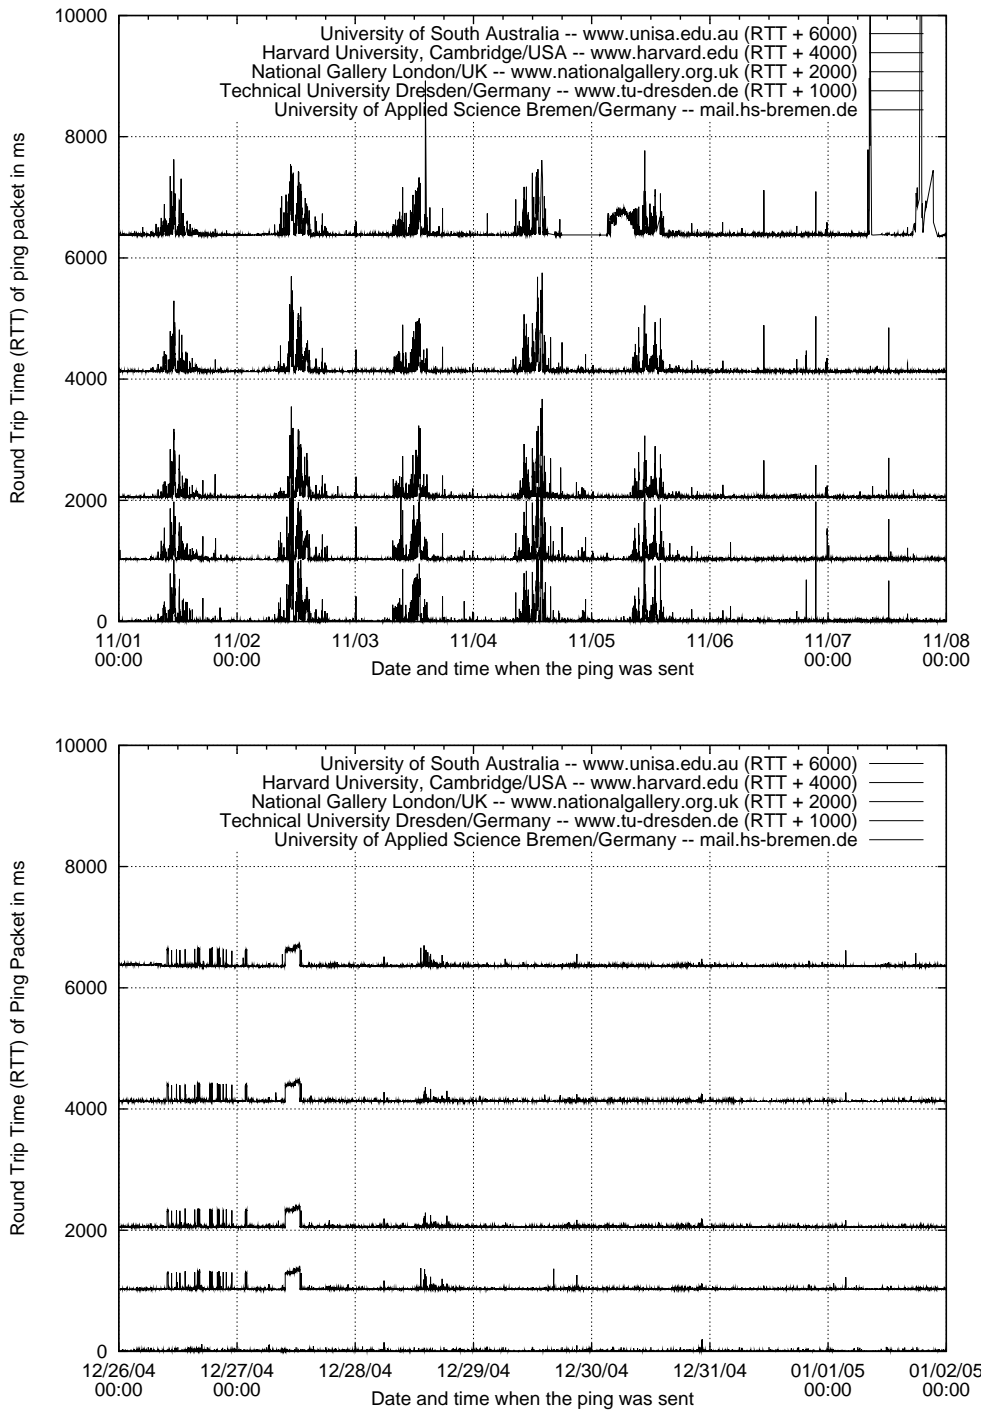 10000
University of South Australia -- www.unisa.edu.au (RTT + 6000)
Harvard University, Cambridge/USA -- www.harvard.edu (RTT + 4000)
National Gallery London/UK -- www.nationalgallery.org.uk (RTT + 2000)
Technical University Dresden/Germany -- www.tu-dresden.de (RTT + 1000)
University of Applied Science Bremen/Germany -- mail.hs-bremen.de
8000
6000
4000
2000
0
Round Trip Time (RTT) of ping packet in ms
11/01 11/02 11/03 11/04 11/05 11/06 11/07 11/08
00:00 00:00 00:00 00:00
Date and time when the ping was sent
10000
University of South Australia -- www.unisa.edu.au (RTT + 6000)
Harvard University, Cambridge/USA -- www.harvard.edu (RTT + 4000)
National Gallery London/UK -- www.nationalgallery.org.uk (RTT + 2000)
Technical University Dresden/Germany -- www.tu-dresden.de (RTT + 1000)
University of Applied Science Bremen/Germany -- mail.hs-bremen.de
8000
6000
4000
2000
0
Round Trip Time (RTT) of Ping Packet in ms
12/26/04 12/27/04 12/28/04 12/29/04 12/30/04 12/31/04 01/01/05 01/02/05
00:00 00:00 00:00 00:00
Date and time when the ping was sent